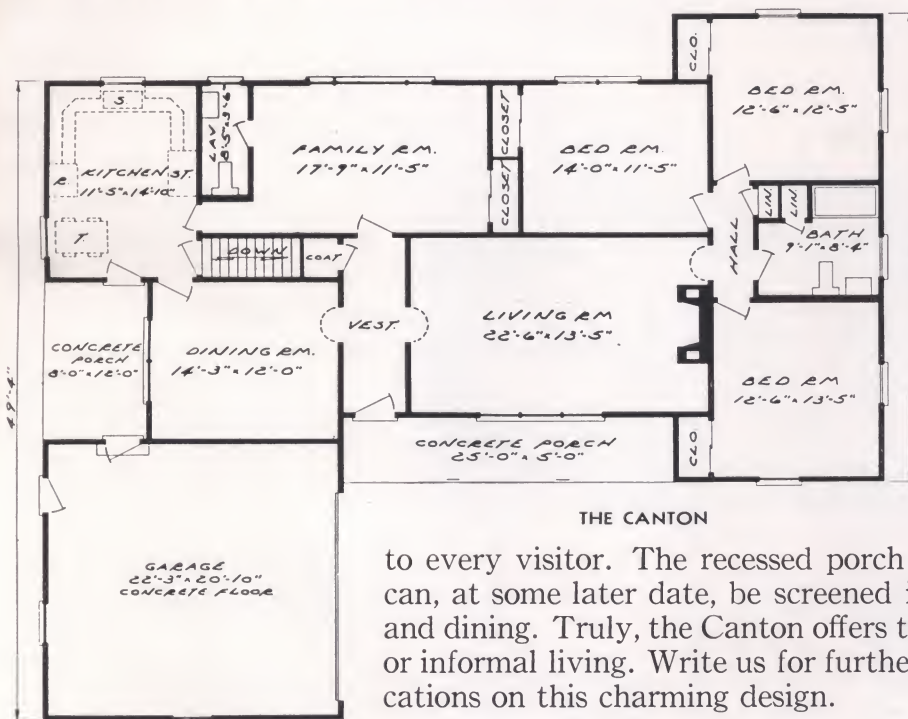 CLO.
BED RM.
12'-6" x 12'-5"
S.
LAV
FAMILY RM.
17'-9" x 11'-5"
CLOSET
CLOSET
BED RM.
14'-0" x 11'-5"
R.
KITCHEN
ST.
11'-5" x 14'-10"
T.
LIN
LIN
BATH
9'-1" x 8'-4"
HALL
DOWN
COAT
VEST.
LIVING RM
22'-6" x 13'-5"
CONCRETE
PORCH
8'-0" x 12'-0"
DINING RM.
14'-3" x 12'-0"
BED RM
12'-6" x 13'-5"
49'-4"
CONCRETE PORCH
25'-0" x 5'-0"
CLO.
GARAGE
22'-3" x 20'-10"
CONCRETE FLOOR
THE CANTON
to every visitor. The recessed porch
can, at some later date, be screened i
and dining. Truly, the Canton offers t
or informal living. Write us for furthe
cations on this charming design.